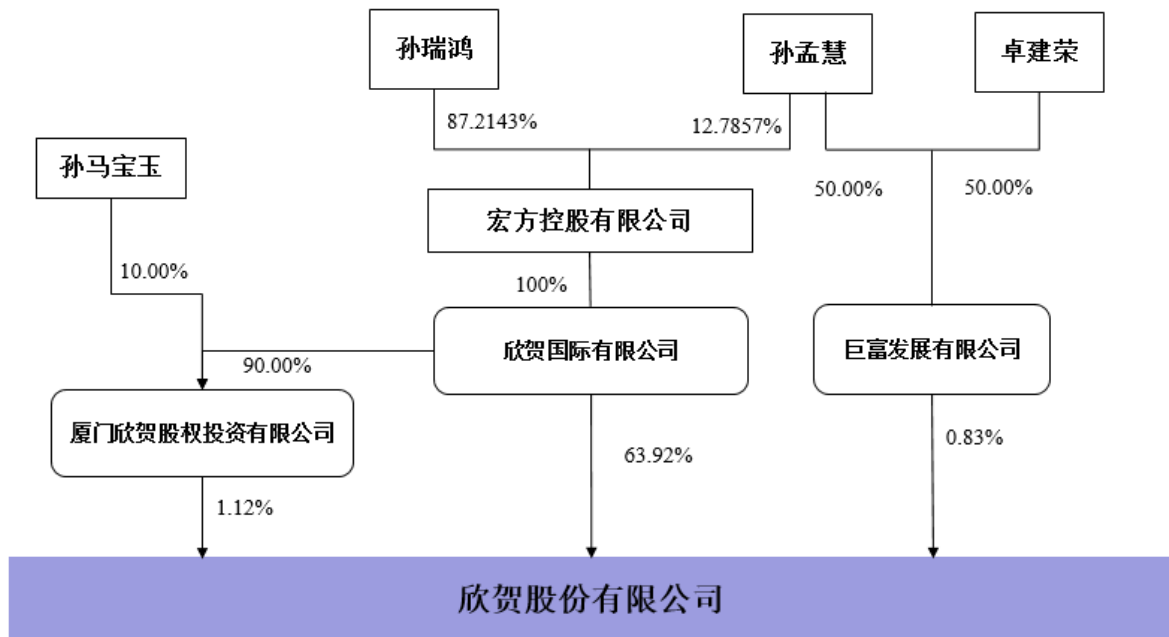 孙瑞鸿
孙孟慧
卓建荣
87.2143%
12.7857%
孙马宝玉
50.00%
50.00%
宏方控股有限公司
10.00%
100%
欣贺国际有限公司
巨富发展有限公司
90.00%
厦门欣贺股权投资有限公司
63.92%
0.83%
1.12%
欣贺股份有限公司